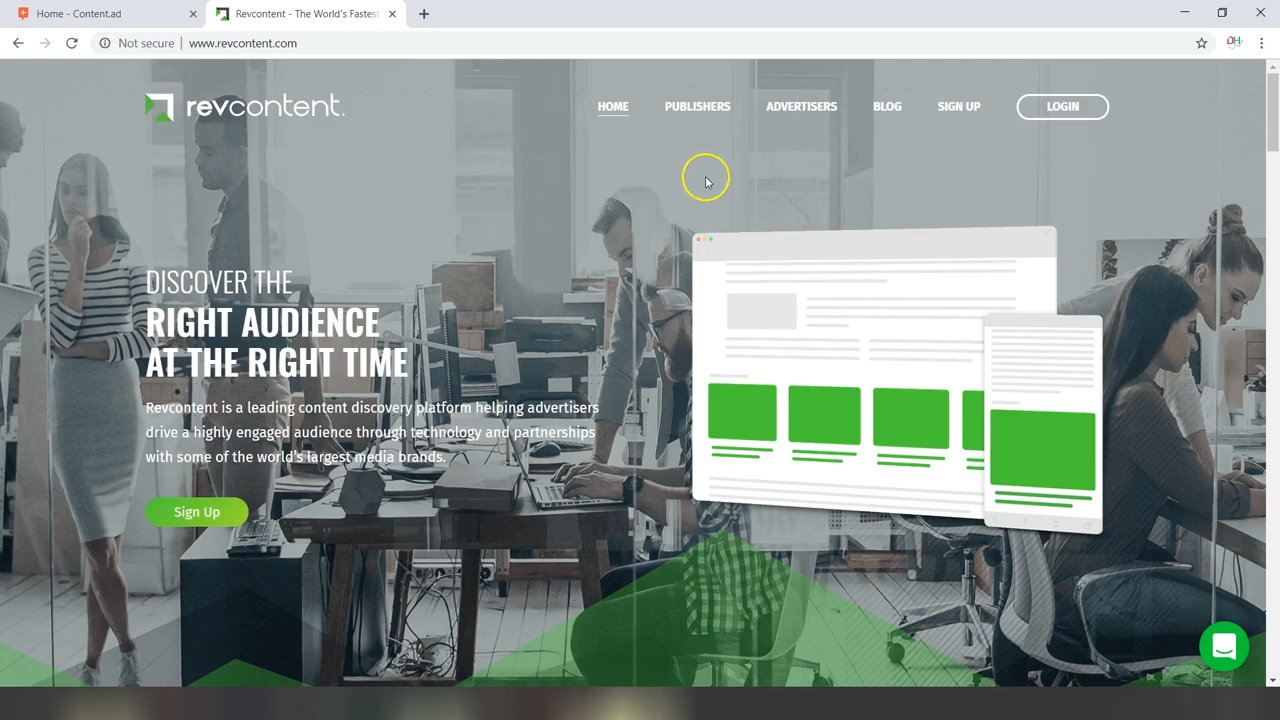 Home - Content.ad
Revcontent - The World's Fastest
Not secure | www.revcontent.com
revcontent.
HOME
PUBLISHERS
ADVERTISERS
BLOG
SIGN UP
LOGIN
DISCOVER THE
RIGHT AUDIENCE
AT THE RIGHT TIME
Revcontent is a leading content discovery platform helping advertisers
drive a highly engaged audience through technology and partnerships
with some of the world's largest media brands.
Sign Up